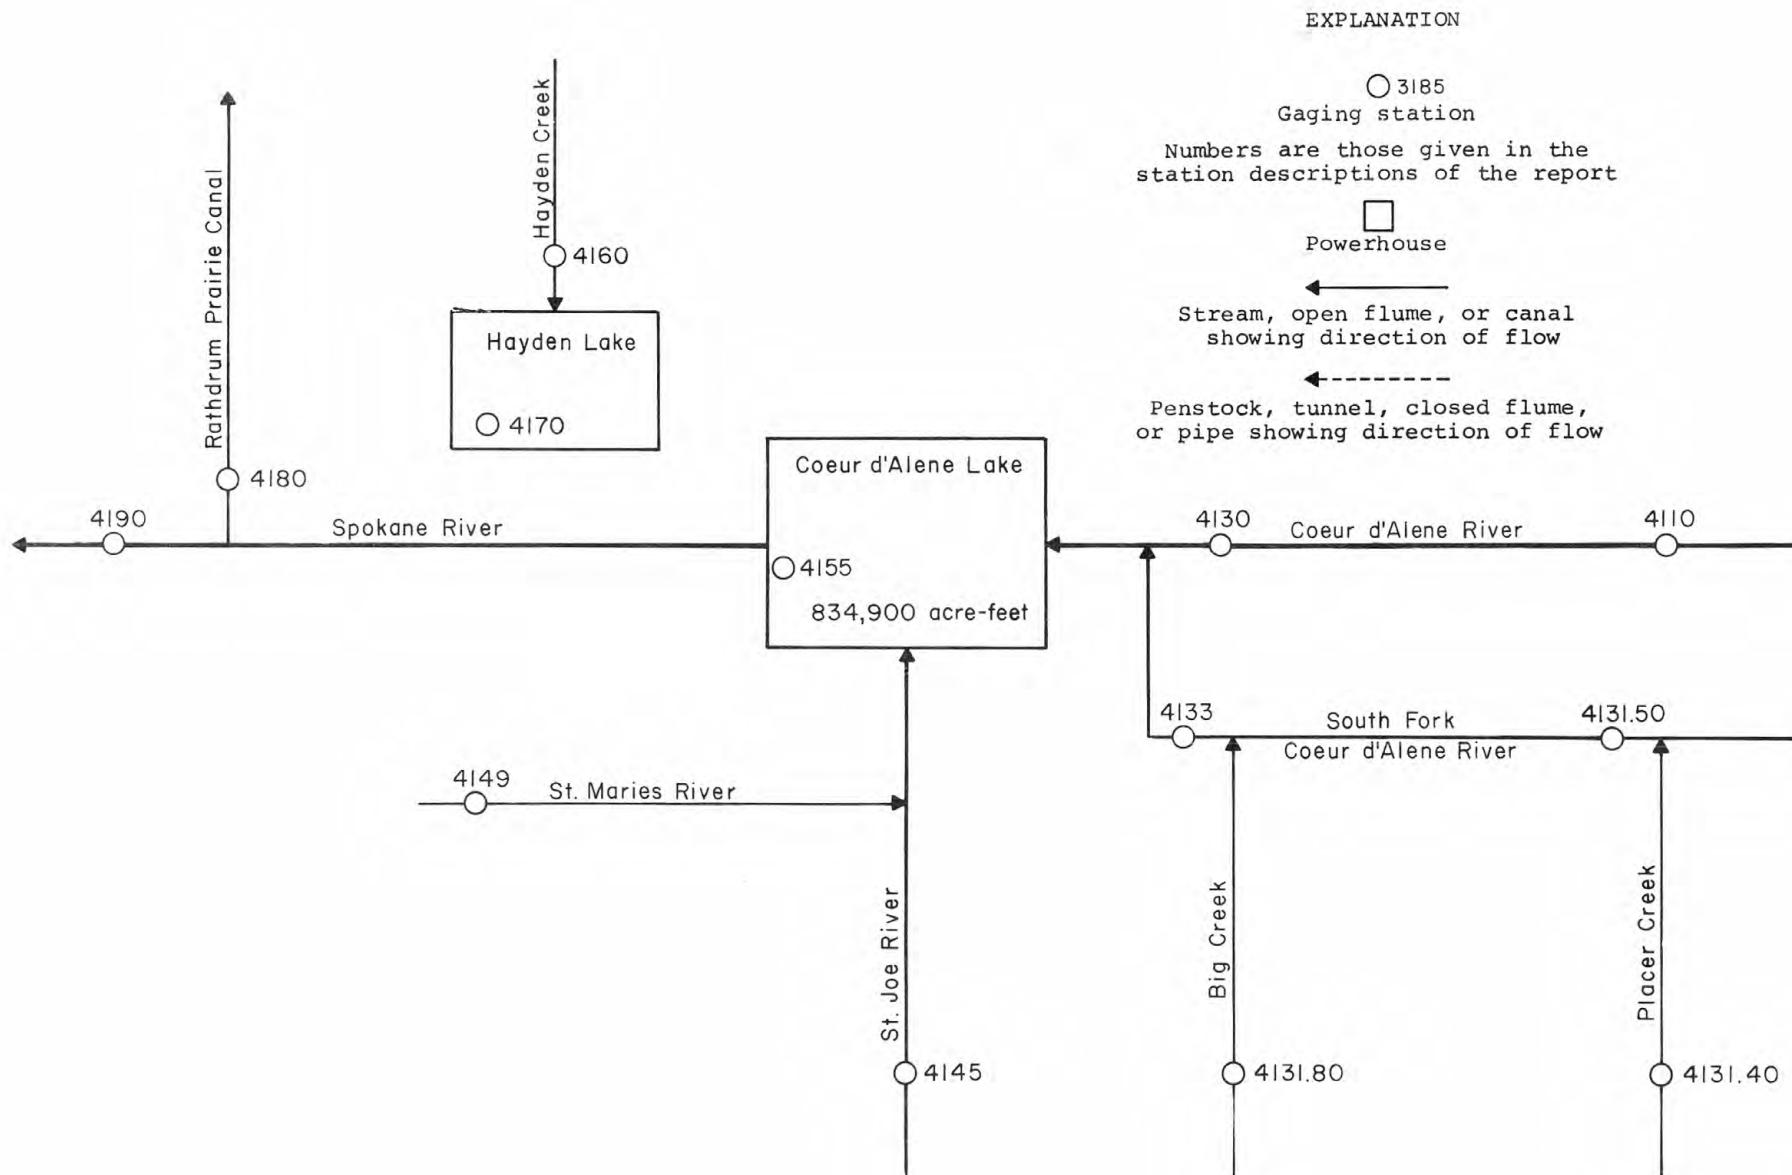 EXPLANATION
3185
Gaging station
Numbers are those given in the
station descriptions of the report
Powerhouse
Stream, open flume, or canal
showing direction of flow
Penstock, tunnel, closed flume,
or pipe showing direction of flow
Rathdrum Prairie Canal
4180
Hayden Creek
4160
Hayden Lake
4170
4190
Spokane River
Coeur d'Alene Lake
4155
834,900 acre-feet
4130
Coeur d'Alene River
4110
4133
South Fork
Coeur d'Alene River
4131.50
4149
St. Maries River
St. Joe River
4145
Big Creek
4131.80
Placer Creek
4131.40